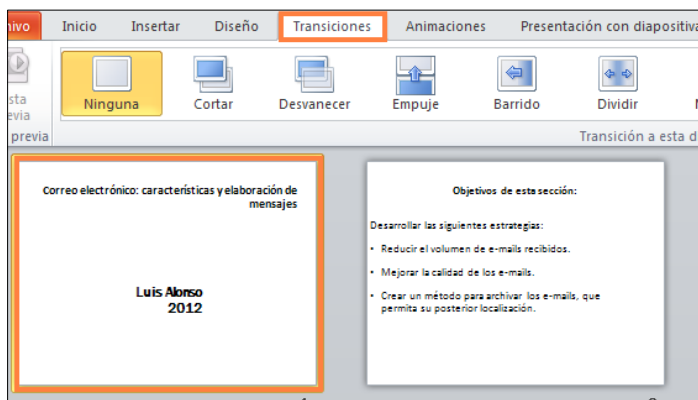 Inicio Insertar Diseño Transiciones Animaciones Presentación con
Ninguna Cortar Desvanecer Empuje Barrido Dividir
previa
Transición a esta
Correo electrónico: características y elaboración de
mensajes
Luis Alonso
2012
Objetivos de esta sección:
Desarrollar las siguientes estrategias:
• Reducir el volumen de e-mails recibidos.
• Mejorar la calidad de los e-mails.
• Crear un método para archivar los e-mails, que
permita su posterior localización.